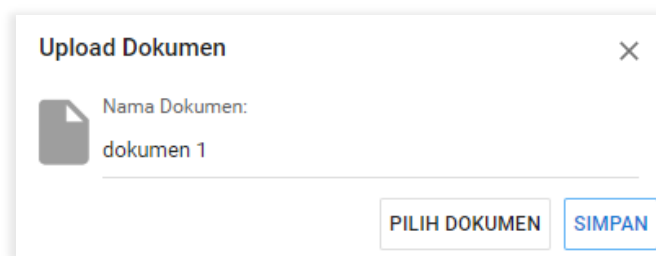 Upload Dokumen
Nama Dokumen:
dokumen 1
PILIH DOKUMEN SIMPAN